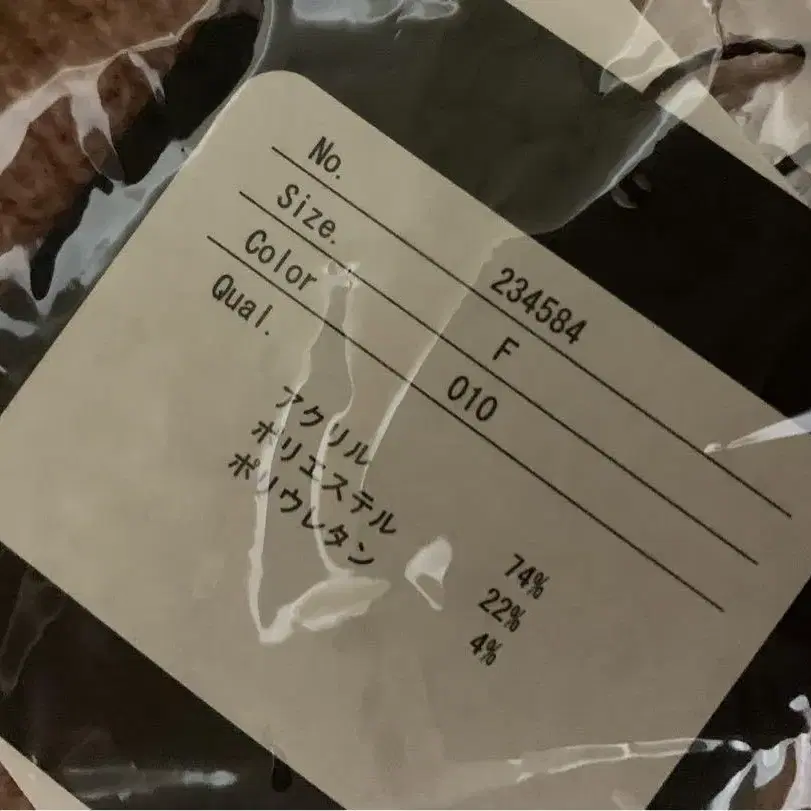 No. 234584
Size. F
Color 010
Qual.
アクリル 74%
ポリエステル 22%
ポリウレタン 4%